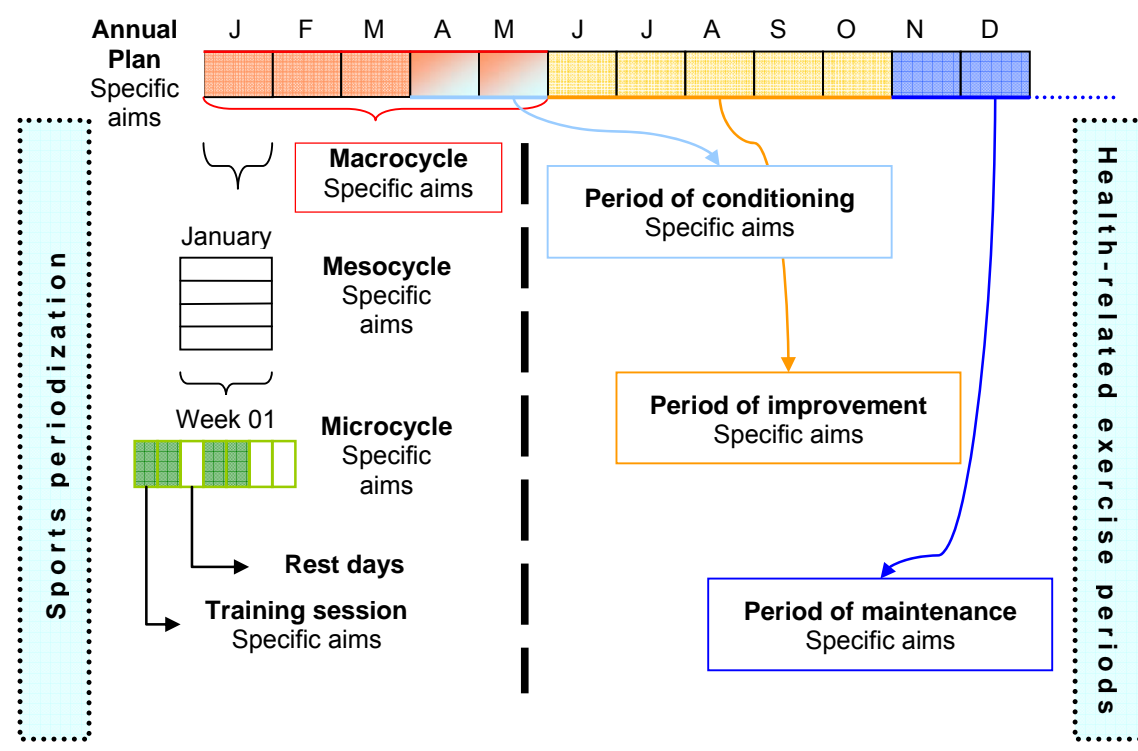 Annual
Plan
Specific
aims
J F M A M J J A S O N D
Sports periodization
Macrocycle
Specific aims
January
Mesocycle
Specific
aims
Week 01
Microcycle
Specific
aims
Rest days
Training session
Specific aims
Period of conditioning
Specific aims
Period of improvement
Specific aims
Period of maintenance
Specific aims
Health-related exercise periods